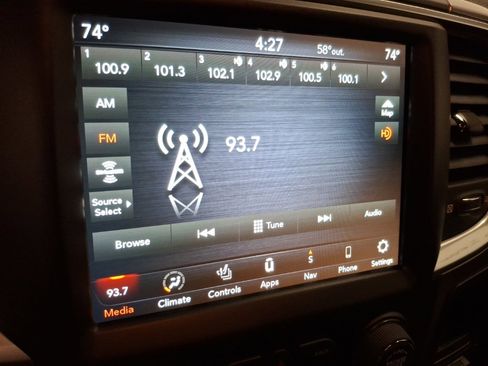 74° 4:27 58°out. 74°
1 2 3 4 5 6
100.9 101.3 102.1 102.9 100.5 100.1
AM
Map
FM
93.7
HD
Source
Select
Browse
Tune
Audio
93.7
Media
Climate
Controls
Apps
S
Nav
Phone
Settings